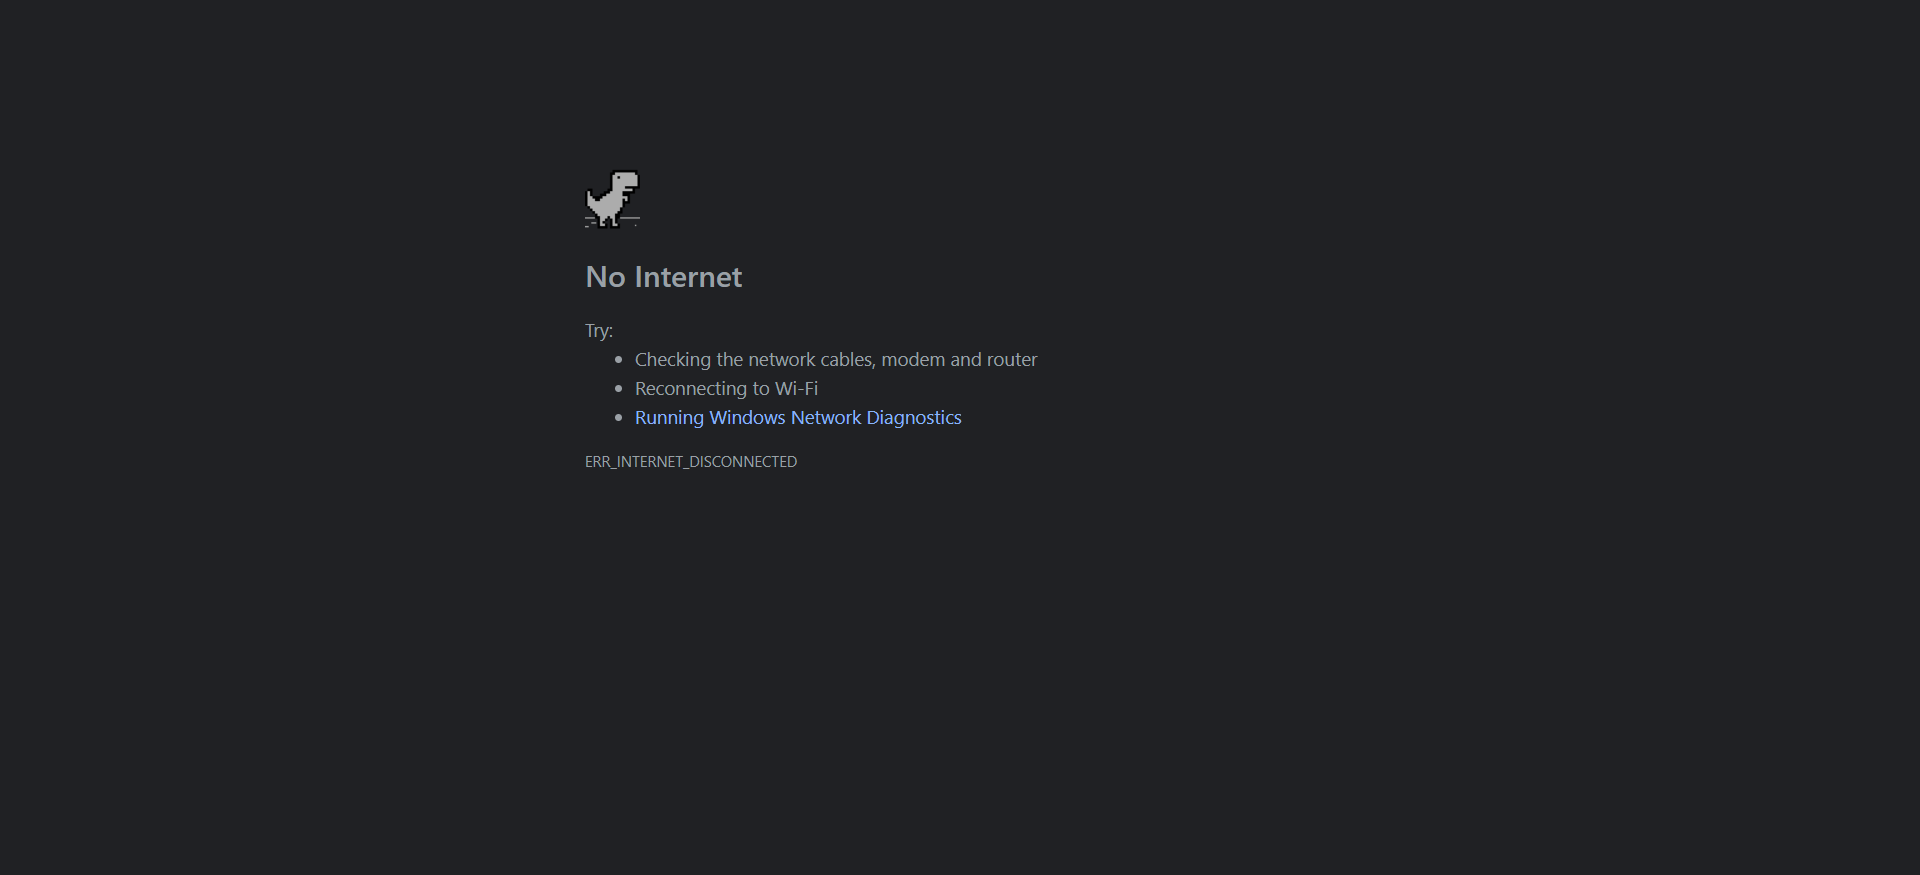 No Internet
Try:
Checking the network cables, modem and router
Reconnecting to Wi-Fi
Running Windows Network Diagnostics
ERR_INTERNET_DISCONNECTED